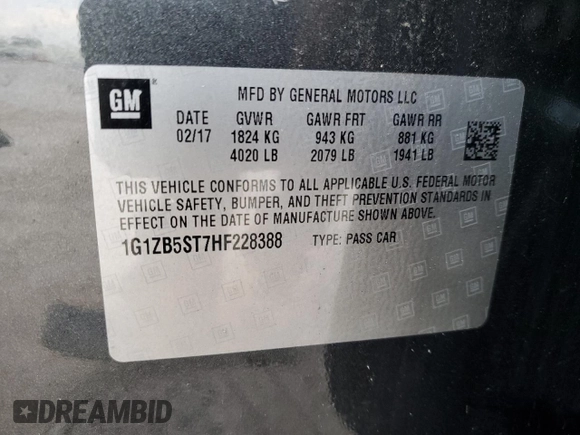 GM
MFD BY GENERAL MOTORS LLC
DATE GVWR GAWR FRT GAWR RR
02/17 1824 KG 943 KG 881 KG
4020 LB 2079 LB 1941 LB
THIS VEHICLE CONFORMS TO ALL APPLICABLE U.S. FEDERAL MOTOR
VEHICLE SAFETY, BUMPER, AND THEFT PREVENTION STANDARDS IN
EFFECT ON THE DATE OF MANUFACTURE SHOWN ABOVE.
1G1ZB5ST7HF228388 TYPE: PASS CAR
DREAMBID